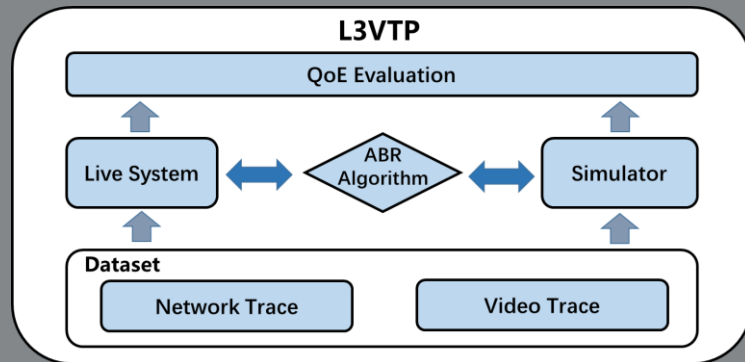 L3VTP
QoE Evaluation
Live System
ABR
Algorithm
Simulator
Dataset
Network Trace
Video Trace